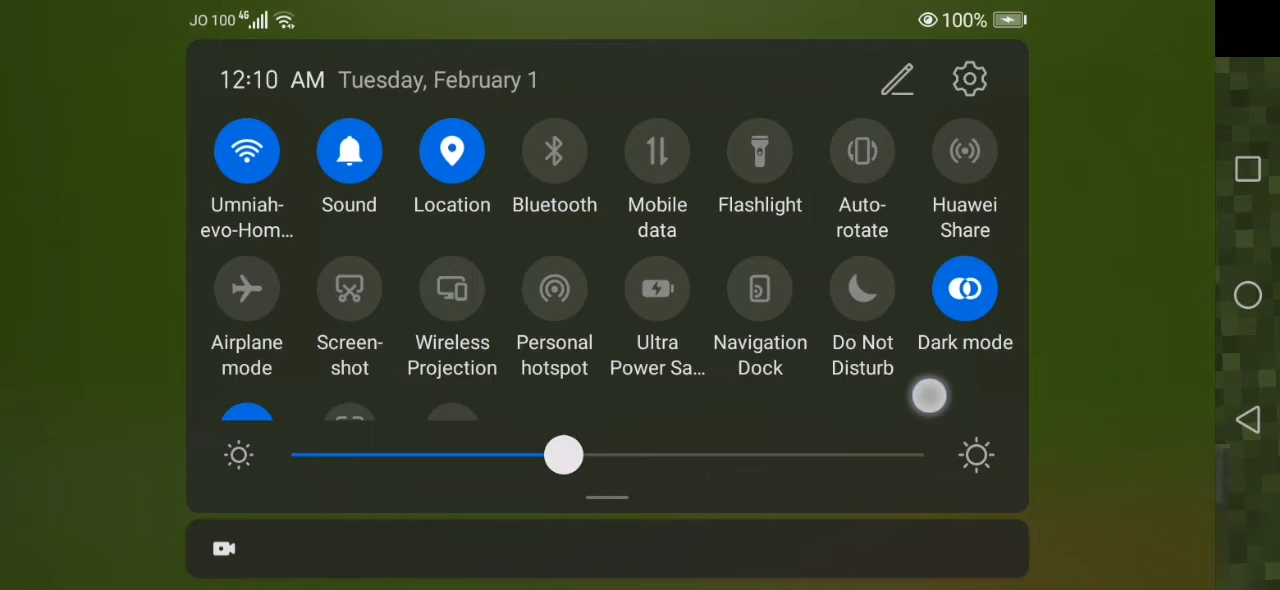 JO 100 4G 100%
12:10 AM Tuesday, February 1
Umniah-
evo-Hom...
Sound
Location
Bluetooth
Mobile
data
Flashlight
Auto-
rotate
Huawei
Share
Airplane
mode
Screen-
shot
Wireless
Projection
Personal
hotspot
Ultra
Power Sa...
Navigation
Dock
Do Not
Disturb
Dark mode